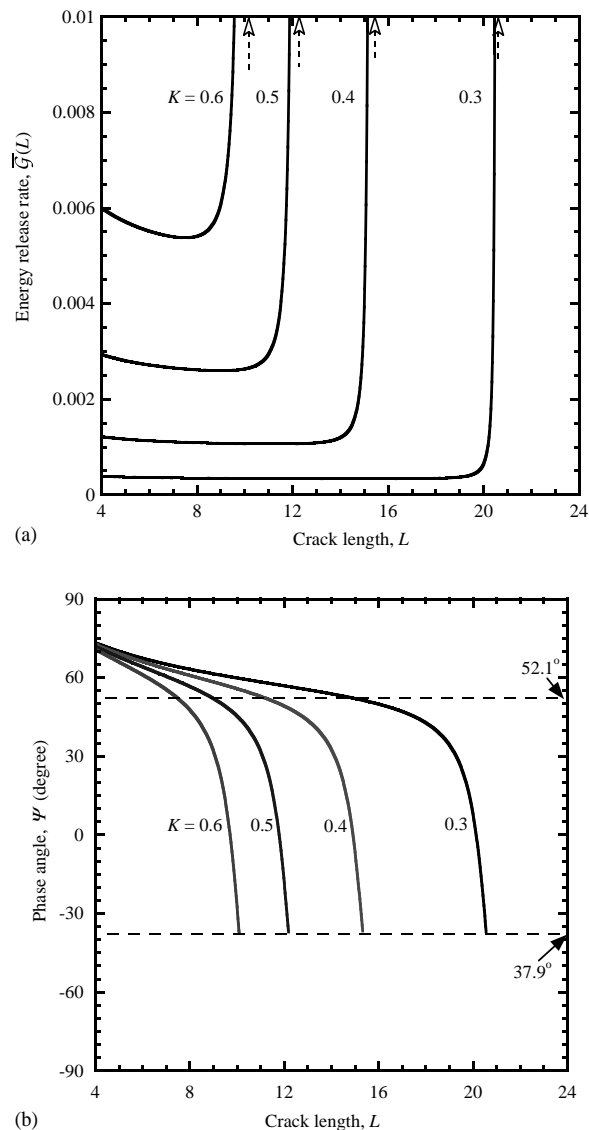 0.01
0.008
0.006
0.004
0.002
0
Energy release rate, G̅(L)
K = 0.6 0.5 0.4 0.3
4 8 12 16 20 24
Crack length, L
(a)
90
60
30
0
-30
-60
-90
Phase angle, Ψ (degree)
52.1°
K = 0.6 0.5 0.4 0.3
37.9°
4 8 12 16 20 24
Crack length, L
(b)